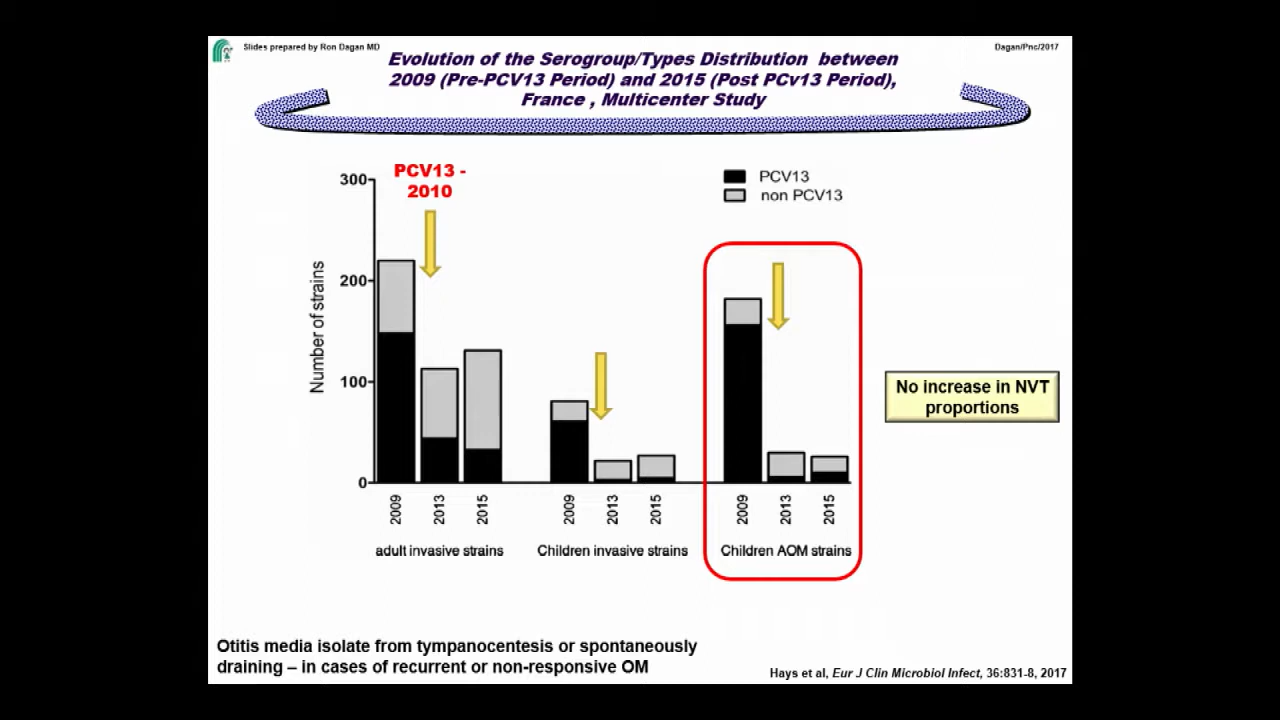 Slides prepared by Ron Dagan MD
Dagan/Pnc/2017
Evolution of the Serogroup/Types Distribution between
2009 (Pre-PCV13 Period) and 2015 (Post PCv13 Period),
France , Multicenter Study
PCV13 -
2010
PCV13
non PCV13
Number of strains
300
200
100
0
2009
2013
2015
2009
2013
2015
2009
2013
2015
adult invasive strains
Children invasive strains
Children AOM strains
No increase in NVT
proportions
Otitis media isolate from tympanocentesis or spontaneously
draining – in cases of recurrent or non-responsive OM
Hays et al, Eur J Clin Microbiol Infect, 36:831-8, 2017